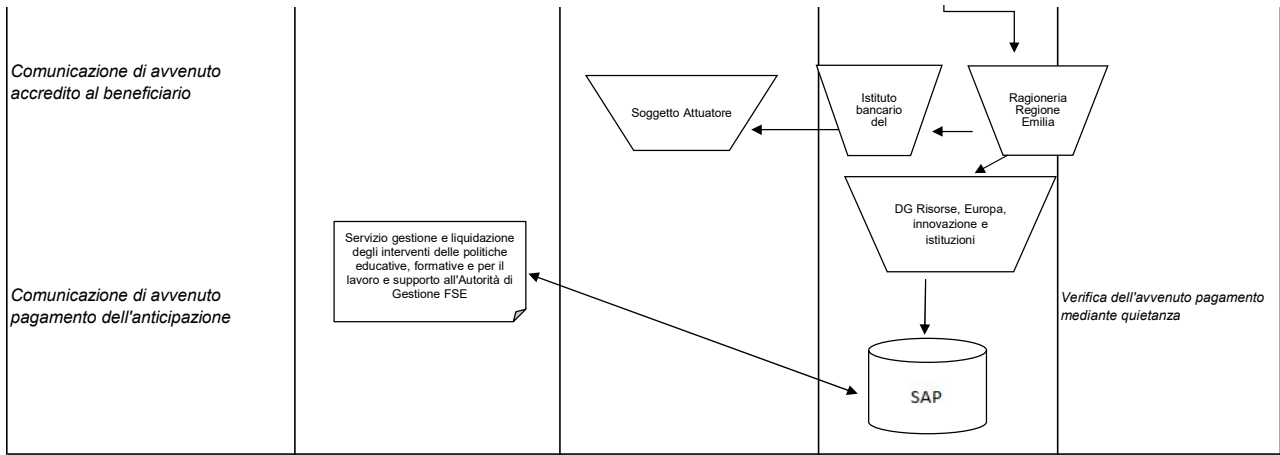 Comunicazione di avvenuto
accredito al beneficiario
Soggetto Attuatore
Istituto
bancario
del
Ragioneria
Regione
Emilia
DG Risorse, Europa,
innovazione e
istituzioni
Servizio gestione e liquidazione
degli interventi delle politiche
educative, formative e per il
lavoro e supporto all'Autorità di
Gestione FSE
Comunicazione di avvenuto
pagamento dell'anticipazione
Verifica dell'avvenuto pagamento
mediante quietanza
SAP